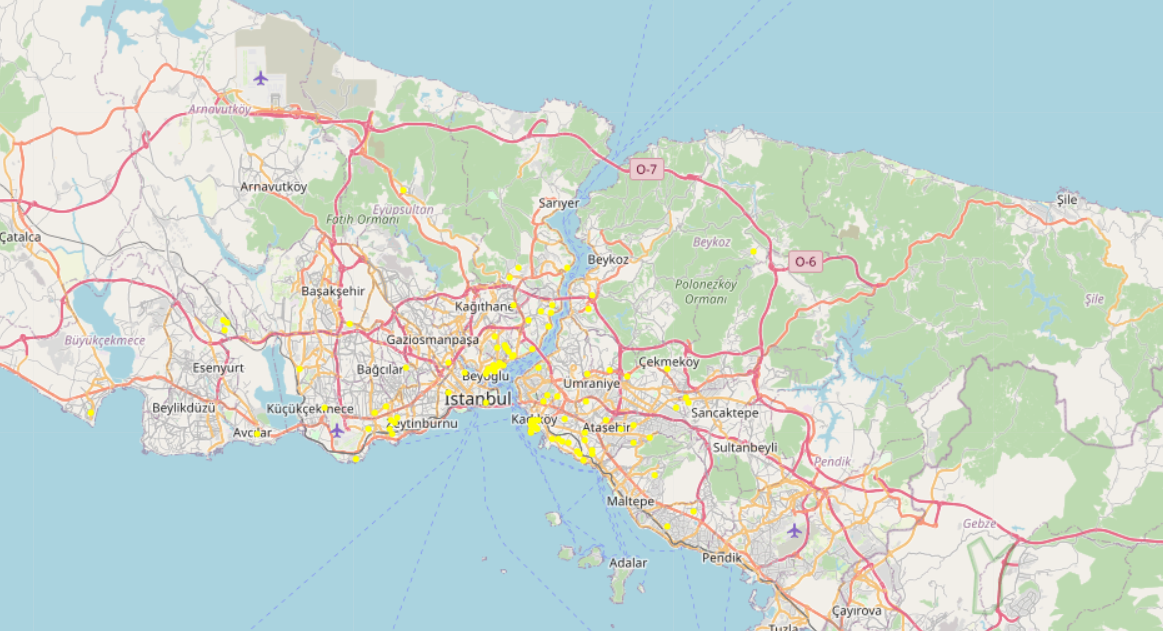 Arnavutköy
O-7
Arnavutköy
Sarıyer
Şile
Eyüpsultan
Fatih Ormanı
Çatalca
Beykoz
Beykoz
O-6
Polonezköy
Ormanı
Başakşehir
Şile
Kağıthane
Büyükçekmece
Gaziosmanpaşa
Esenyurt
Bağcılar
Çekmeköy
Beyoğlu
Ümraniye
İstanbul
Beylikdüzü
Küçükçekmece
Sancaktepe
Kadıköy
Zeytinburnu
Ataşehir
Avcılar
Sultanbeyli
Pendik
Maltepe
Gebze
Pendik
Adalar
Çayırova
Tuzla